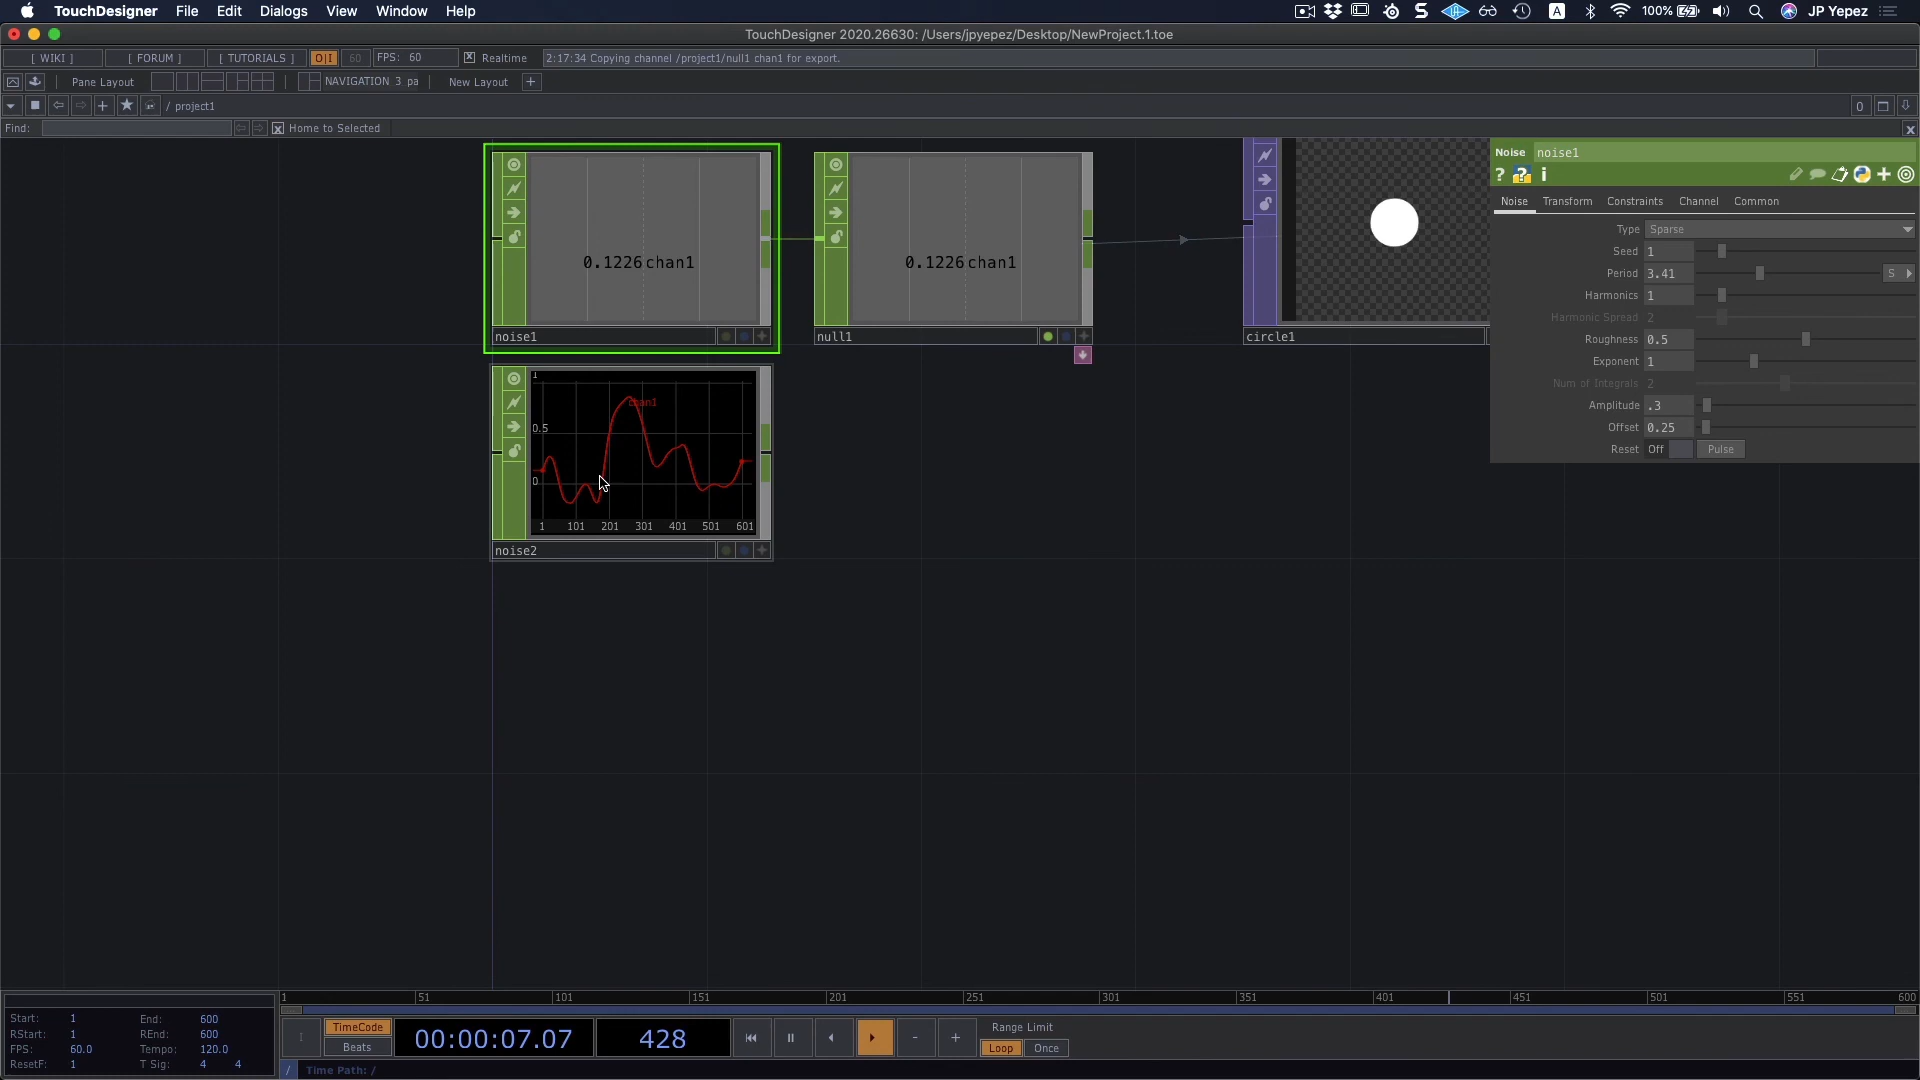 TouchDesigner File Edit Dialogs View Window Help 100% JP Yepez
TouchDesigner 2020.26630: /Users/jpyepez/Desktop/NewProject.1.toe
[ WIKI ] [ FORUM ] [ TUTORIALS ] O|I 60 FPS: 60 Realtime 2:17:34 Copying channel /project1/null1 chan1 for export.
Pane Layout NAVIGATION 3 pa New Layout +
/ project1 0
Find: Home to Selected x
Noise noise1
? ? i
Noise Transform Constraints Channel Common
Type Sparse
Seed 1
Period 3.41 S
Harmonics 1
Harmonic Spread 2
Roughness 0.5
Exponent 1
Num of Integrals 2
Amplitude .3
Offset 0.25
Reset Off Pulse
0.1226 chan1
noise1
0.1226 chan1
null1
circle1
1
chan1
0.5
0
1 101 201 301 401 501 601
noise2
1 51 101 151 201 251 301 351 401 451 501 551 600
Start: 1 End: 600
RStart: 1 REnd: 600
FPS: 60.0 Tempo: 120.0
ResetF: 1 T Sig: 4 4
TimeCode
Beats
00:00:07.07 428
- +
Range Limit
Loop Once
/ Time Path: /